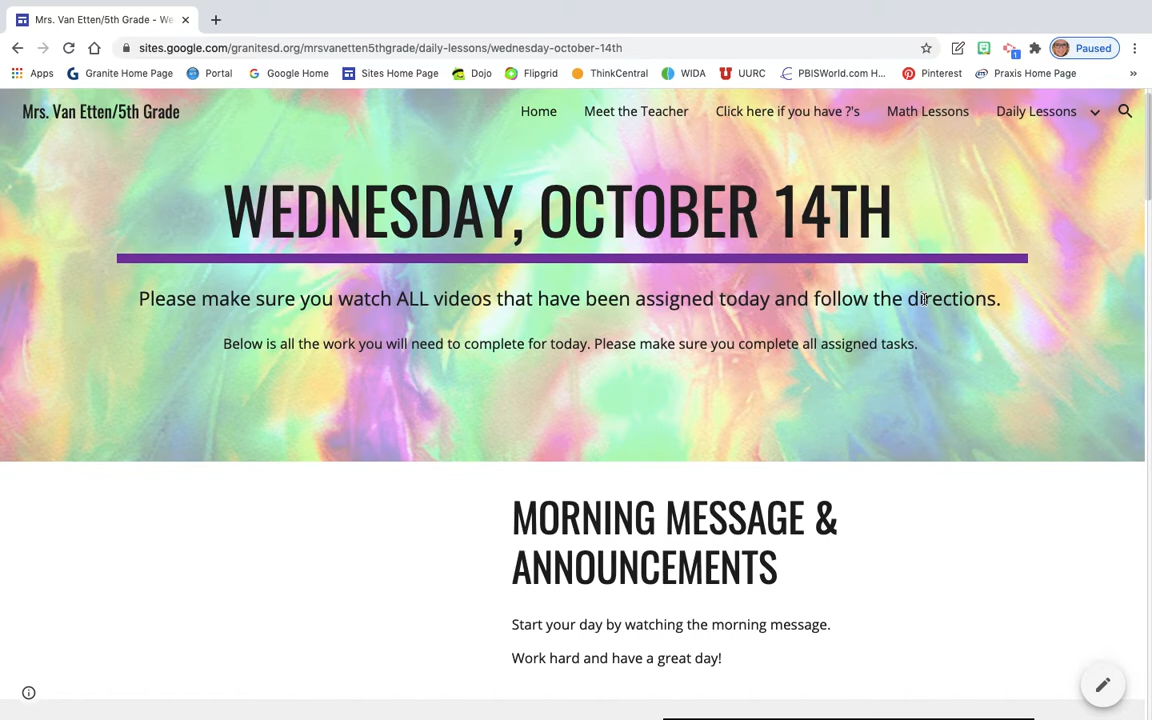 Mrs. Van Etten/5th Grade - We
sites.google.com/granitesd.org/mrsvanetten5thgrade/daily-lessons/wednesday-october-14th
Paused
Apps Granite Home Page Portal Google Home Sites Home Page Dojo Flipgrid ThinkCentral WIDA UURC PBISWorld.com H... Pinterest Praxis Home Page »
Mrs. Van Etten/5th Grade Home Meet the Teacher Click here if you have ?'s Math Lessons Daily Lessons
WEDNESDAY, OCTOBER 14TH
Please make sure you watch ALL videos that have been assigned today and follow the directions.
Below is all the work you will need to complete for today. Please make sure you complete all assigned tasks.
MORNING MESSAGE &
ANNOUNCEMENTS
Start your day by watching the morning message.
Work hard and have a great day!